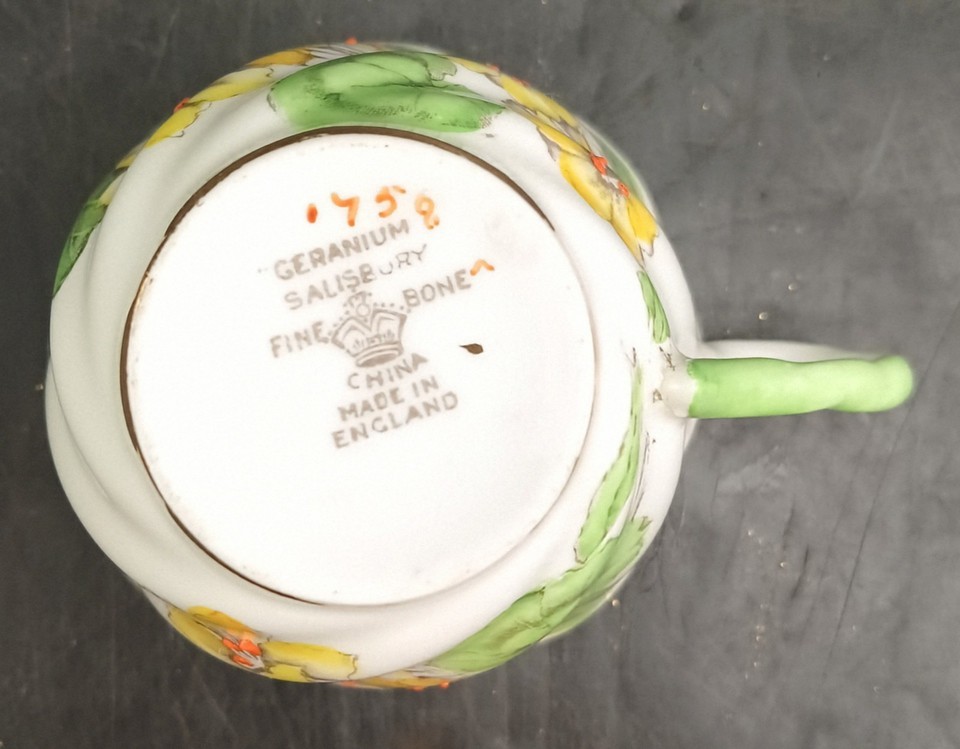 1758
GERANIUM
SALISBURY
FINE BONE
CHINA
MADE IN
ENGLAND